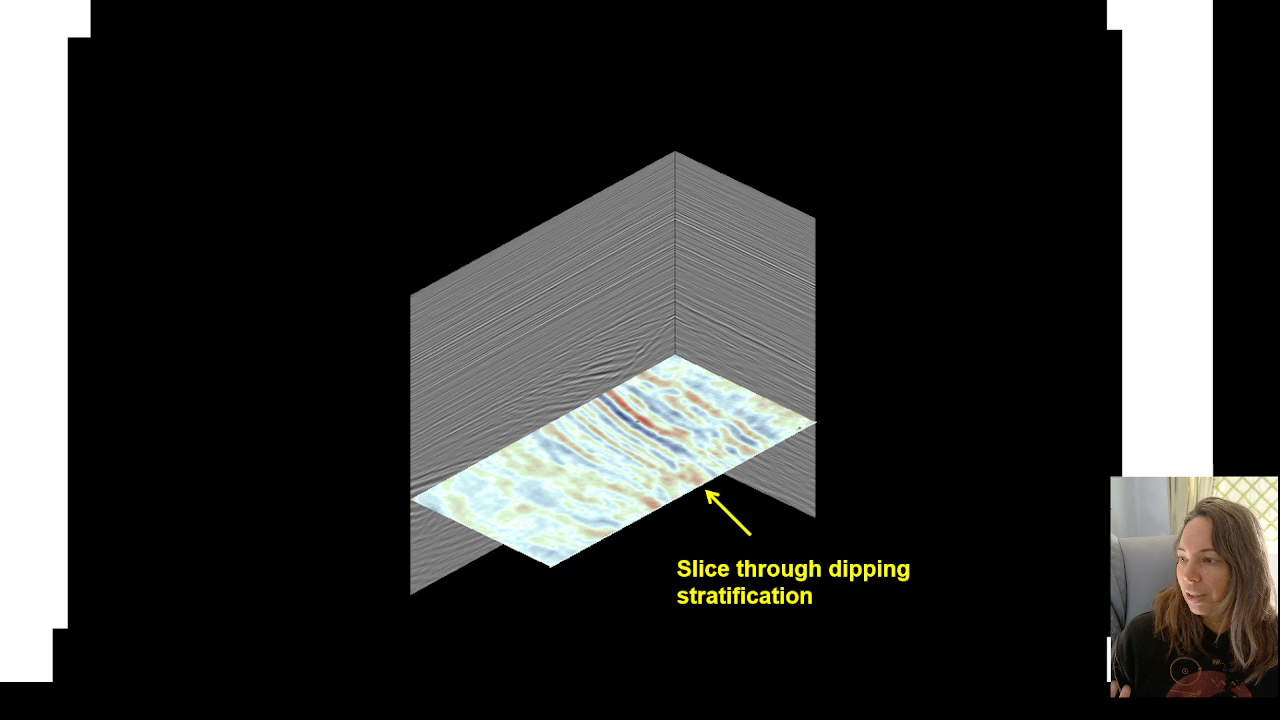 Slice through dipping
stratification